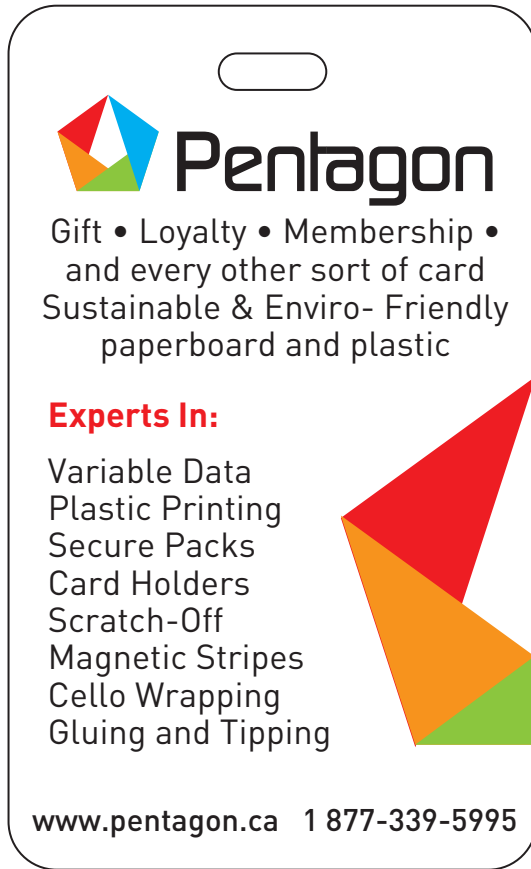 Pentagon
Gift • Loyalty • Membership •
and every other sort of card
Sustainable & Enviro- Friendly
paperboard and plastic
Experts In:
Variable Data
Plastic Printing
Secure Packs
Card Holders
Scratch-Off
Magnetic Stripes
Cello Wrapping
Gluing and Tipping
www.pentagon.ca 1 877-339-5995